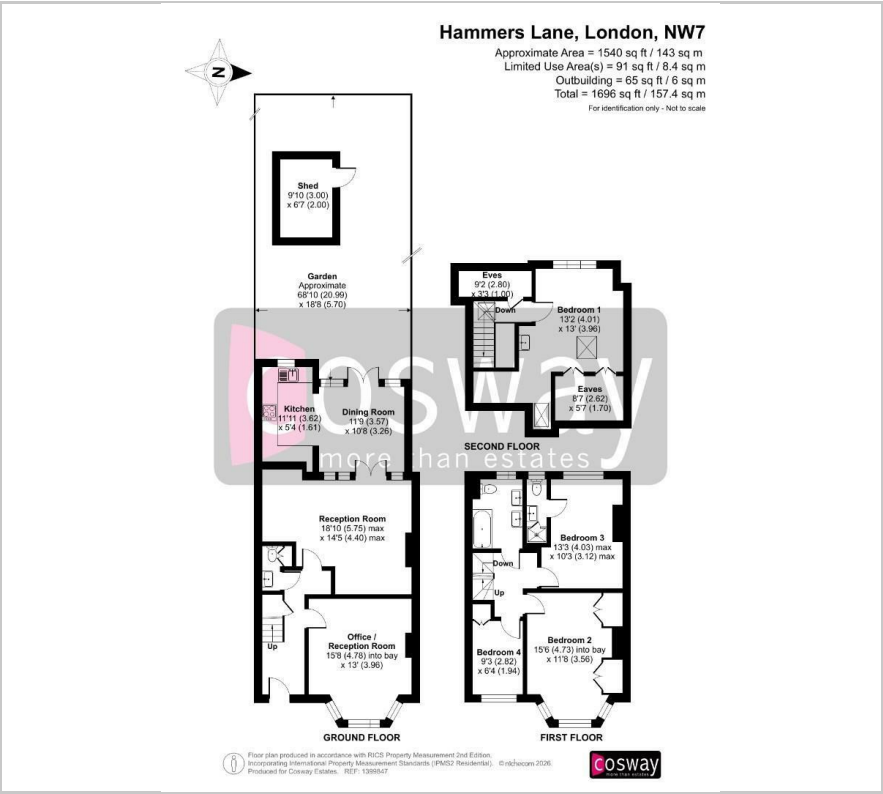 Hammers Lane, London, NW7
Approximate Area = 1540 sq ft / 143 sq m
Limited Use Area(s) = 91 sq ft / 8.4 sq m
Outbuilding = 65 sq ft / 6 sq m
Total = 1696 sq ft / 157.4 sq m
For identification only - Not to scale
N
Shed
9'10 (3.00)
x 6'7 (2.00)
Garden
Approximate
68'10 (20.99)
x 18'8 (5.70)
Kitchen
11'11 (3.62)
x 5'4 (1.61)
Dining Room
11'9 (3.57)
x 10'8 (3.26)
Reception Room
18'10 (5.75) max
x 14'5 (4.40) max
Up
Office /
Reception Room
15'8 (4.78) into bay
x 13' (3.96)
GROUND FLOOR
Eves
9'2 (2.80)
x 3'3 (1.00)
Down
Bedroom 1
13'2 (4.01)
x 13' (3.96)
Eaves
8'7 (2.62)
x 5'7 (1.70)
SECOND FLOOR
cosway
more than estates
Bedroom 3
13'3 (4.03) max
x 10'3 (3.12) max
Down
Up
Bedroom 4
9'3 (2.82)
x 6'4 (1.94)
Bedroom 2
15'6 (4.73) into bay
x 11'8 (3.56)
FIRST FLOOR
Floor plan produced in accordance with RICS Property Measurement 2nd Edition,
Incorporating International Property Measurement Standards (IPMS2 Residential). © nichecom 2026.
Produced for Cosway Estates. REF: 1399847
cosway
more than estates